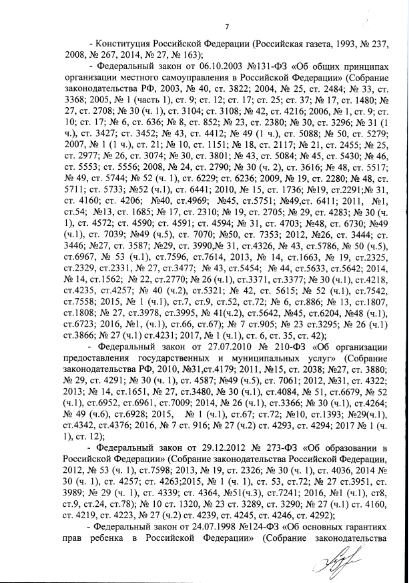 7
- Конституция Российской Федерации (Российская газета, 1993, № 237,
2008, № 267, 2014, № 27, № 163);
- Федеральный закон от 06.10.2003 №131-ФЗ «Об общих принципах
организации местного самоуправления в Российской Федерации» (Собрание
законодательства РФ, 2003, № 40, ст. 3822; 2004, № 25, ст. 2484; № 33, ст.
3368; 2005, № 1 (часть 1), ст. 9; ст. 12; ст. 17; ст. 25; ст. 37; № 17, ст. 1480; №
27, ст. 2708; № 30 (ч. 1), ст. 3104; ст. 3108; № 42, ст. 4216; 2006, № 1, ст. 9; ст.
10; ст. 17; № 6, ст. 636; № 8, ст. 852; № 23, ст. 2380; № 30, ст. 3296; № 31 (1
ч.), ст. 3427; ст. 3452; № 43, ст. 4412; № 49 (1 ч.), ст. 5088; № 50, ст. 5279;
2007, № 1 (1 ч.), ст. 21; № 10, ст. 1151; № 18, ст. 2117; № 21, ст. 2455; № 25,
ст. 2977; № 26, ст. 3074; № 30, ст. 3801; № 43, ст. 5084; № 45, ст. 5430; № 46,
ст. 5553; ст. 5556; 2008, № 24, ст. 2790; № 30 (ч. 2), ст. 3616; № 48, ст. 5517;
№ 49, ст. 5744; № 52 (ч. 1), ст. 6229; ст. 6236; 2009, № 19, ст. 2280; № 48, ст.
5711; ст. 5733; №52 (ч.1), ст. 6441; 2010, № 15, ст. 1736; №19, ст.2291;№ 31,
ст. 4160; ст. 4206; №40, ст.4969; №45, ст.5751; №49,ст. 6411; 2011, №1,
ст.54; №13, ст. 1685; № 17, ст. 2310; № 19, ст. 2705; № 29, ст. 4283; № 30 (ч.
1), ст. 4572; ст. 4590; ст. 4591; ст. 4594; № 31, ст. 4703; №48, ст. 6730; №49
(ч.1), ст. 7039; №49 (ч.5), ст. 7070; №50, ст. 7353; 2012, №26, ст. 3444; ст.
3446; №27, ст. 3587; №29, ст. 3990,№ 31, ст.4326, № 43, ст.5786, № 50 (ч.5),
ст.6967, № 53 (ч.1), ст.7596, ст.7614, 2013, № 14, ст.1663, № 19, ст.2325,
ст.2329, ст.2331, № 27, ст.3477; № 43, ст.5454; № 44, ст.5633, ст.5642; 2014,
№ 14, ст.1562; № 22, ст.2770; № 26 (ч.1), ст.3371, ст.3377; № 30 (ч.1), ст.4218,
ст.4235, ст.4257; № 40 (ч.2), ст.5321; № 42, ст. 5615; № 52 (ч.1), ст.7542,
ст.7558; 2015, № 1 (ч.1), ст.7, ст.9, ст.52, ст.72; № 6, ст.886; № 13, ст.1807,
ст.1808; № 27, ст.3978, ст.3995, № 41(ч.2), ст.5642, №45, ст.6204, №48 (ч.1),
ст.6723; 2016, №1, (ч.1), ст.66, ст.67); № 7 ст.905; № 23 ст.3295; № 26 (ч.1)
ст.3866; № 27 (ч.1) ст.4231; 2017, № 1 (ч.1), ст. 6, ст. 35, ст. 42);
- Федеральный закон от 27.07.2010 № 210-ФЗ «Об организации
предоставления государственных и муниципальных услуг» (Собрание
законодательства РФ, 2010, №31,ст.4179; 2011, №15, ст. 2038; №27, ст. 3880;
№ 29, ст. 4291; № 30 (ч. 1), ст. 4587; №49 (ч.5), ст. 7061; 2012, №31, ст. 4322;
2013; № 14, ст.1651, № 27, ст.3480, № 30 (ч.1), ст.4084, № 51, ст.6679, № 52
(ч.1), ст.6952, ст.6961, ст.7009; 2014, № 26 (ч.1), ст.3366; № 30 (ч.1), ст.4264;
№ 49 (ч.6), ст.6928; 2015, № 1 (ч.1), ст.67; ст.72; №10, ст.1393; №29(ч.1),
ст.4342, ст.4376; 2016, № 7 ст. 916; № 27 (ч.2) ст. 4293, ст. 4294; 2017 № 1 (ч.
1), ст. 12);
- Федеральный закон от 29.12.2012 № 273-ФЗ «Об образовании в
Российской Федерации» (Собрание законодательства Российской Федерации,
2012, № 53 (ч. 1), ст.7598; 2013, № 19, ст. 2326; № 30 (ч. 1), ст. 4036, 2014 №
30 (ч. 1), ст. 4257; ст. 4263;2015, № 1 (ч. 1), ст. 53, ст.72; № 27 ст.3951, ст.
3989; № 29 (ч. 1), ст. 4339; ст. 4364, №51(ч.3), ст.7241; 2016, №1 (ч.1), ст8,
ст.9, ст.24, ст.78); № 10 ст. 1320, № 23 ст. 3289, ст. 3290; № 27 (ч.1) ст. 4160,
ст. 4219, ст. 4223, № 27 (ч.2) ст. 4239, ст. 4245, ст. 4246, ст. 4292);
- Федеральный закон от 24.07.1998 №124-ФЗ «Об основных гарантиях
прав ребенка в Российской Федерации» (Собрание законодательства